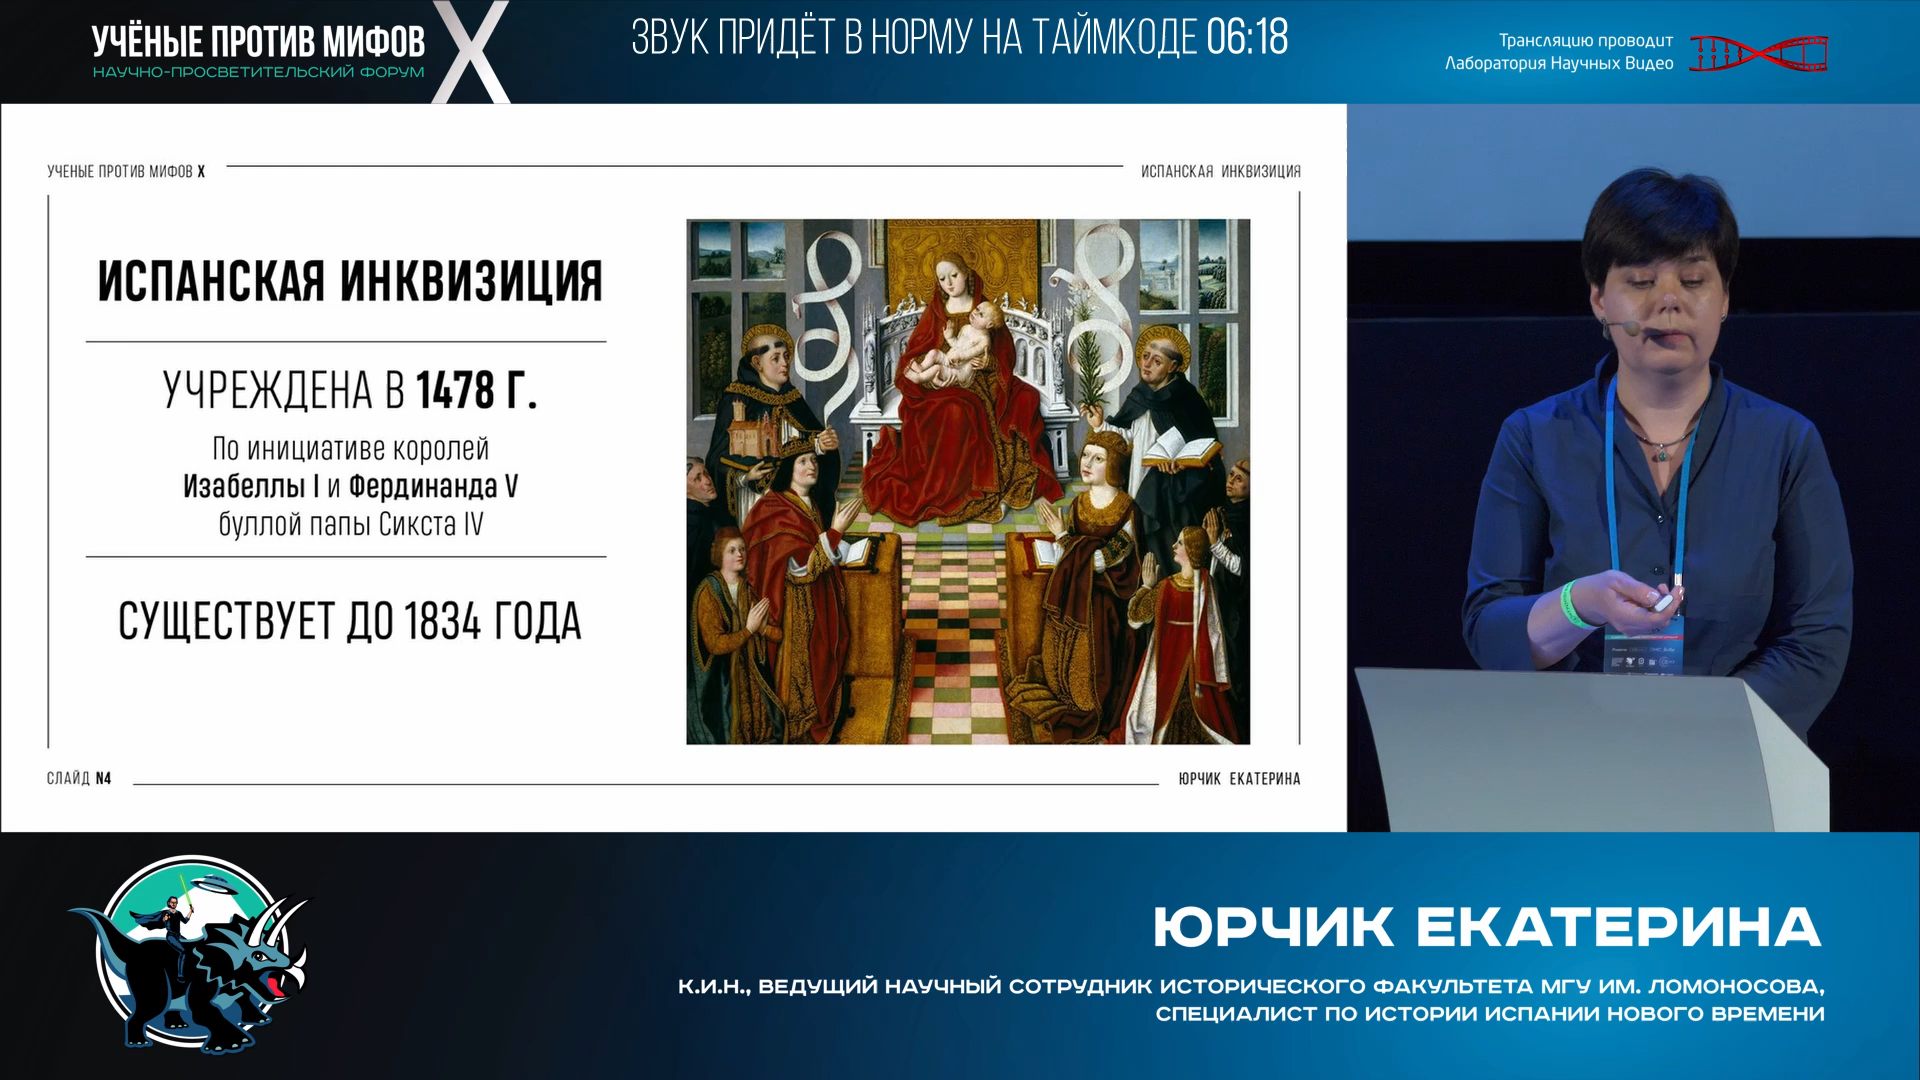 УЧЁНЫЕ ПРОТИВ МИФОВ
НАУЧНО-ПРОСВЕТИТЕЛЬСКИЙ ФОРУМ
X
ЗВУК ПРИДЁТ В НОРМУ НА ТАЙМКОДЕ 06:18
Трансляцию проводит
Лаборатория Научных Видео
УЧЕНЫЕ ПРОТИВ МИФОВ X
ИСПАНСКАЯ ИНКВИЗИЦИЯ
ИСПАНСКАЯ ИНКВИЗИЦИЯ
УЧРЕЖДЕНА В 1478 Г.
По инициативе королей
Изабеллы I и Фердинанда V
буллой папы Сикста IV
СУЩЕСТВУЕТ ДО 1834 ГОДА
СЛАЙД N4
ЮРЧИК ЕКАТЕРИНА
ЮРЧИК ЕКАТЕРИНА
К.И.Н., ВЕДУЩИЙ НАУЧНЫЙ СОТРУДНИК ИСТОРИЧЕСКОГО ФАКУЛЬТЕТА МГУ ИМ. ЛОМОНОСОВА,
СПЕЦИАЛИСТ ПО ИСТОРИИ ИСПАНИИ НОВОГО ВРЕМЕНИ